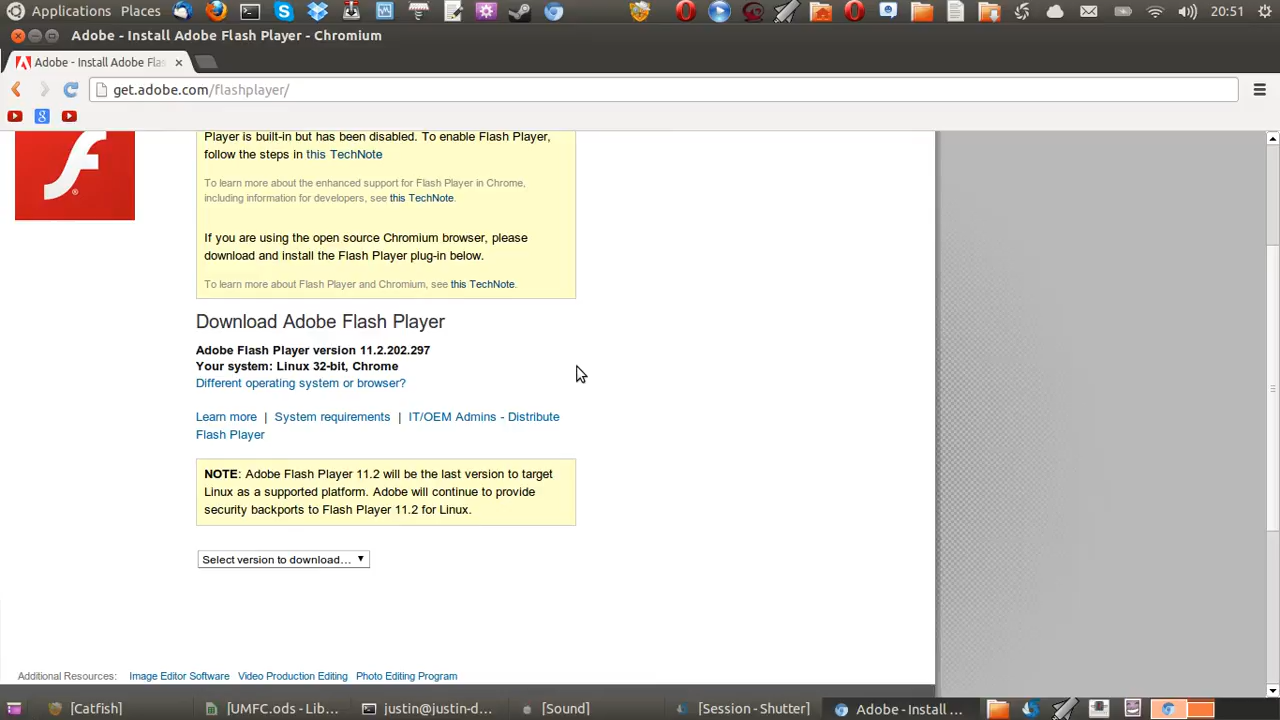 Applications Places 20:51
Adobe - Install Adobe Flash Player - Chromium
Adobe - Install Adobe Flas
get.adobe.com/flashplayer/
Player is built-in but has been disabled. To enable Flash Player,
follow the steps in this TechNote
To learn more about the enhanced support for Flash Player in Chrome,
including information for developers, see this TechNote.
If you are using the open source Chromium browser, please
download and install the Flash Player plug-in below.
To learn more about Flash Player and Chromium, see this TechNote.
Download Adobe Flash Player
Adobe Flash Player version 11.2.202.297
Your system: Linux 32-bit, Chrome
Different operating system or browser?
Learn more | System requirements | IT/OEM Admins - Distribute
Flash Player
NOTE: Adobe Flash Player 11.2 will be the last version to target
Linux as a supported platform. Adobe will continue to provide
security backports to Flash Player 11.2 for Linux.
Select version to download...
Additional Resources: Image Editor Software Video Production Editing Photo Editing Program
[Catfish] [UMFC.ods - Lib... justin@justin-d... [Sound] [Session - Shutter] Adobe - Install ...